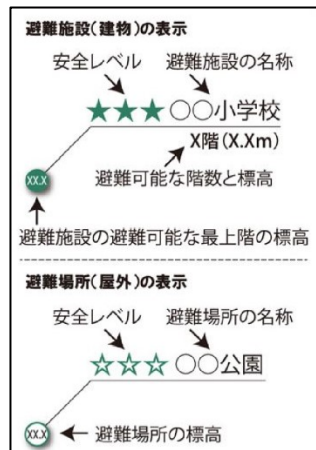 避難施設(建物)の表示
安全レベル 避難施設の名称
★★★○○小学校
X階(X.Xm)
避難可能な階数と標高
XX.X
避難施設の避難可能な最上階の標高
避難場所(屋外)の表示
安全レベル 避難場所の名称
☆☆☆○○公園
XX.X ← 避難場所の標高